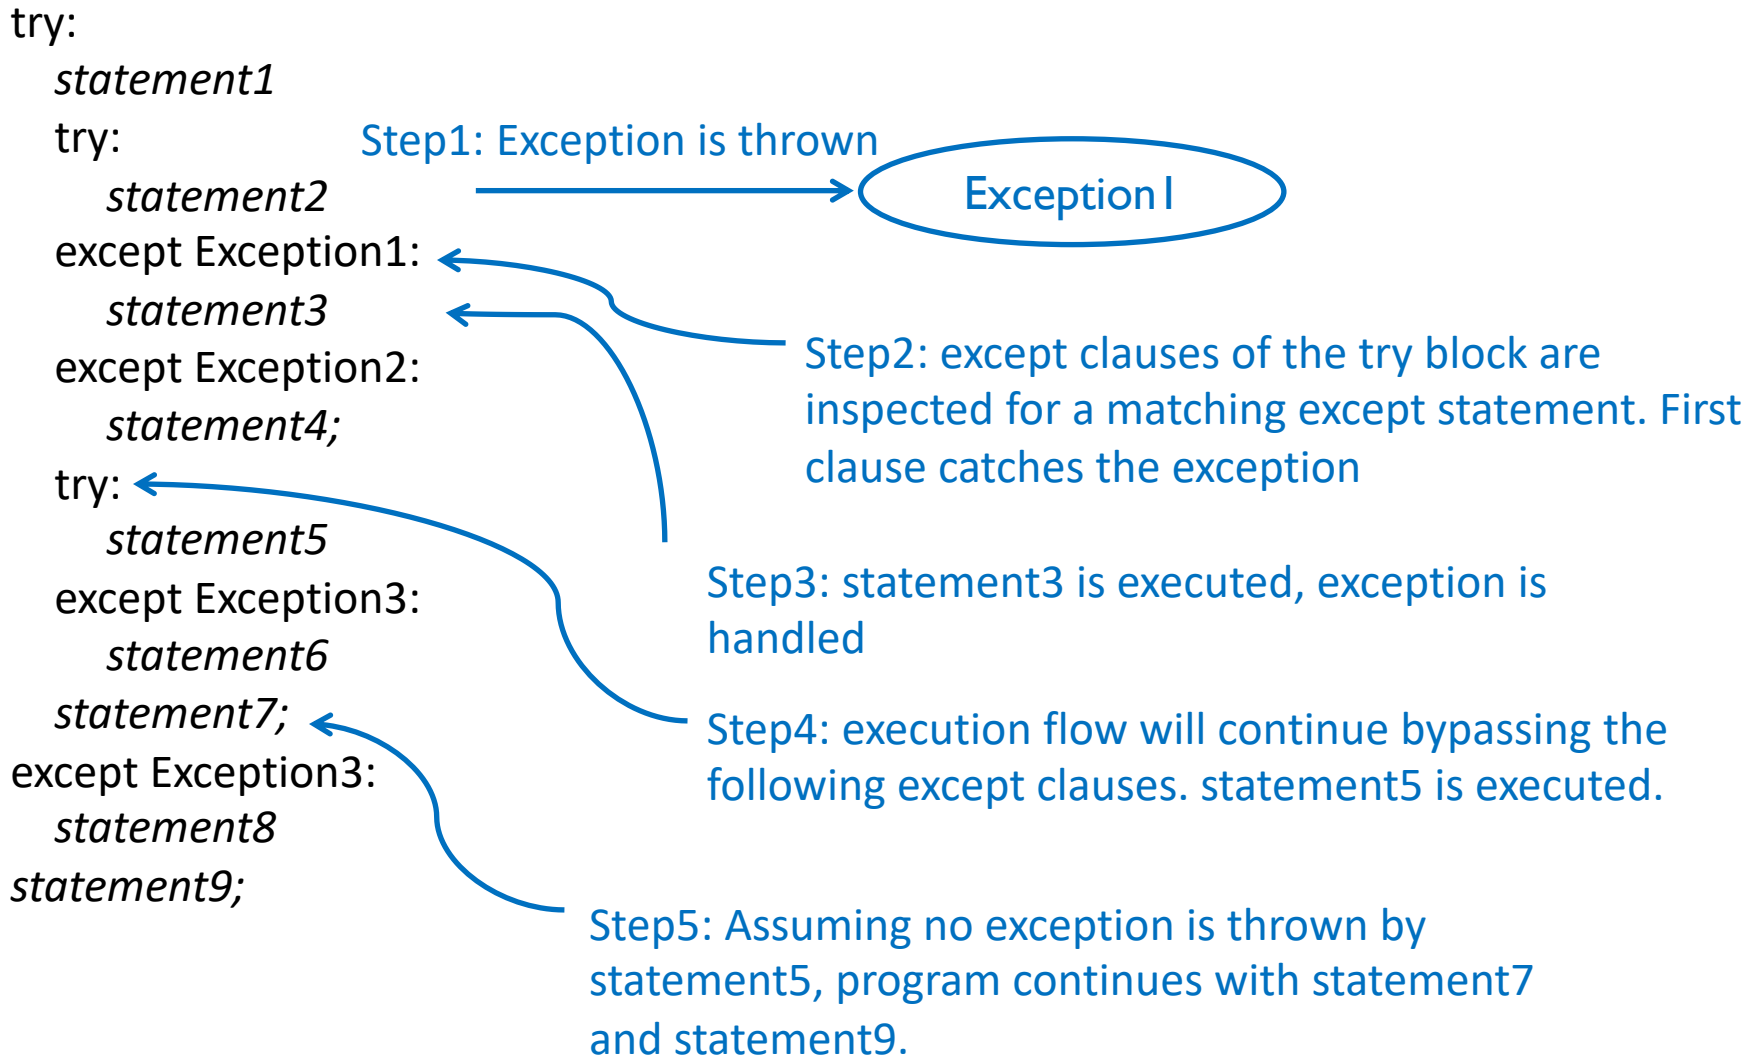 try:
statement1
try:
Step1: Exception is thrown
statement2
Exception1
except Exception1:
statement3
except Exception2:
statement4;
try:
statement5
except Exception3:
statement6
statement7;
except Exception3:
statement8
statement9;
Step2: except clauses of the try block are
inspected for a matching except statement. First
clause catches the exception
Step3: statement3 is executed, exception is
handled
Step4: execution flow will continue bypassing the
following except clauses. statement5 is executed.
Step5: Assuming no exception is thrown by
statement5, program continues with statement7
and statement9.